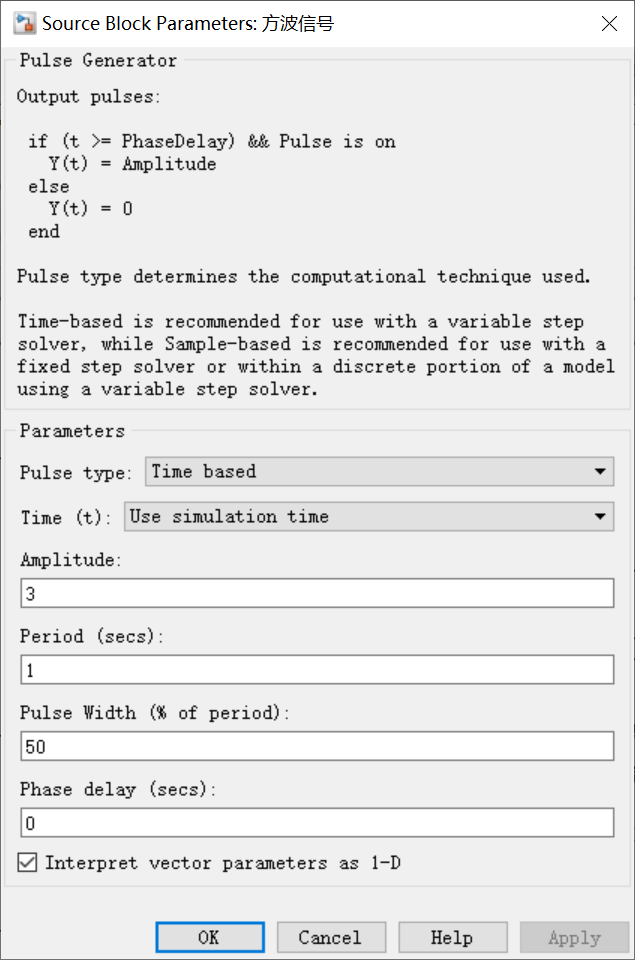 Source Block Parameters: 方波信号
Pulse Generator
Output pulses:
if (t >= PhaseDelay) && Pulse is on
Y(t) = Amplitude
else
Y(t) = 0
end
Pulse type determines the computational technique used.
Time-based is recommended for use with a variable step
solver, while Sample-based is recommended for use with a
fixed step solver or within a discrete portion of a model
using a variable step solver.
Parameters
Pulse type: Time based
Time (t): Use simulation time
Amplitude:
3
Period (secs):
1
Pulse Width (% of period):
50
Phase delay (secs):
0
Interpret vector parameters as 1-D
OK Cancel Help Apply